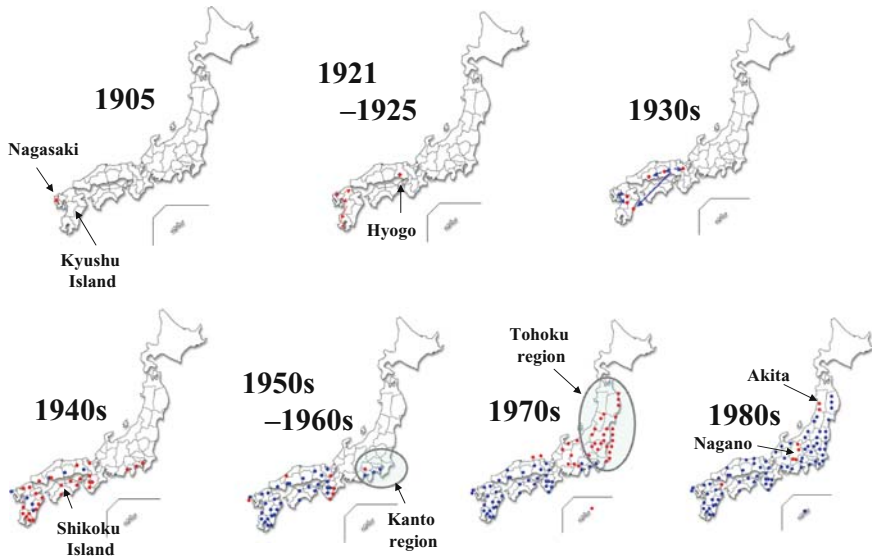 1905
Nagasaki
Kyushu
Island
1921
–1925
Hyogo
1930s
1940s
Shikoku
Island
1950s
–1960s
Kanto
region
Tohoku
region
1970s
Akita
1980s
Nagano